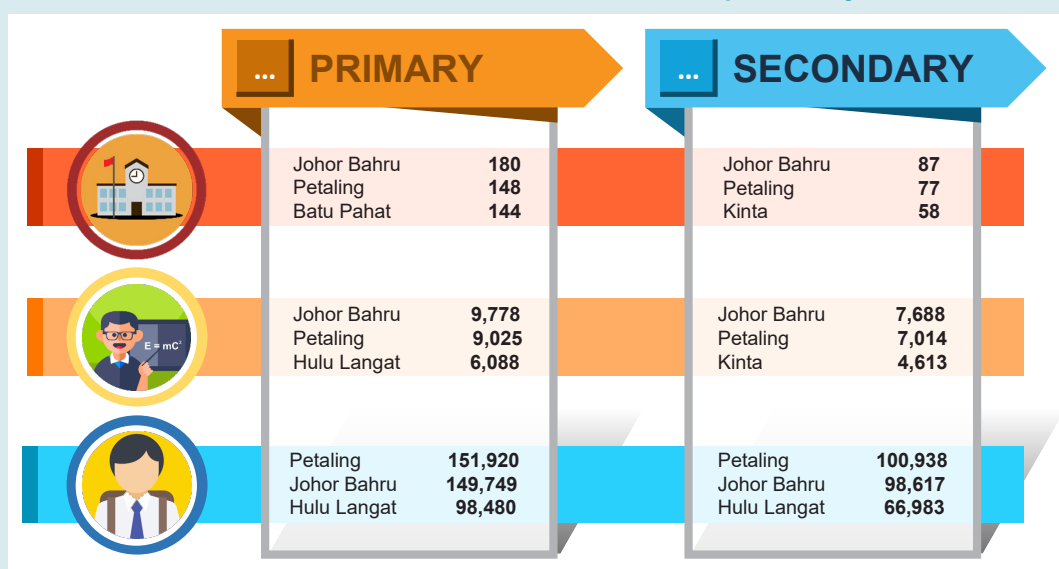 ... PRIMARY
... SECONDARY
Johor Bahru 180
Petaling 148
Batu Pahat 144
Johor Bahru 87
Petaling 77
Kinta 58
E = mC²
Johor Bahru 9,778
Petaling 9,025
Hulu Langat 6,088
Johor Bahru 7,688
Petaling 7,014
Kinta 4,613
Petaling 151,920
Johor Bahru 149,749
Hulu Langat 98,480
Petaling 100,938
Johor Bahru 98,617
Hulu Langat 66,983